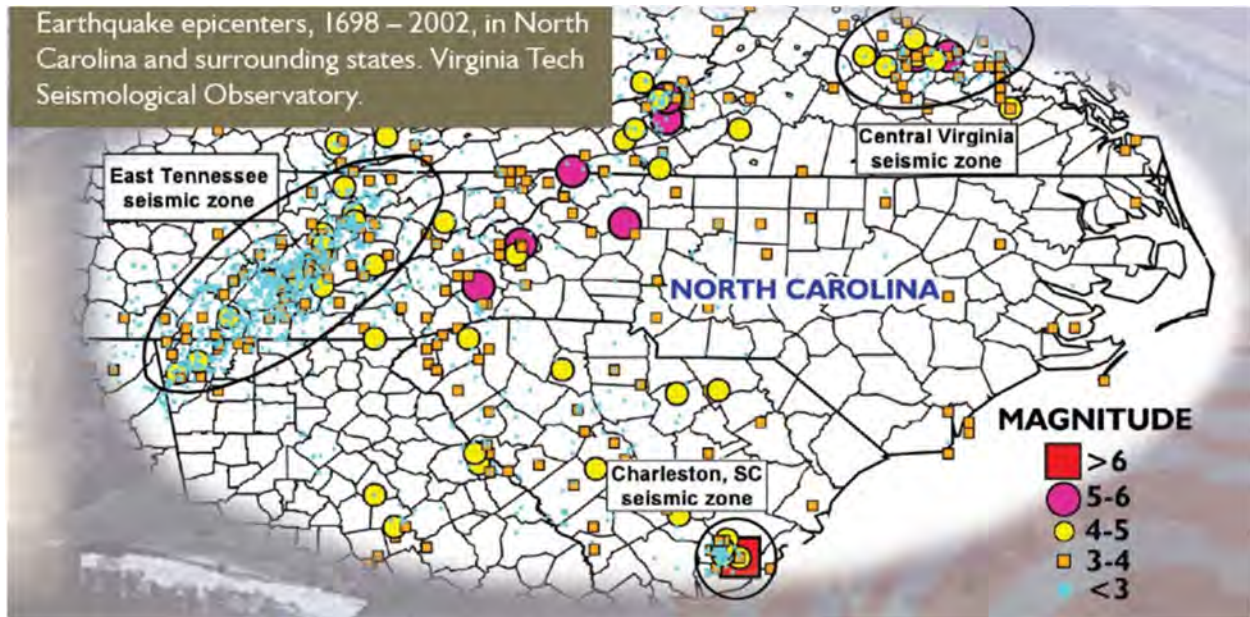 Earthquake epicenters, 1698 – 2002, in North
Carolina and surrounding states. Virginia Tech
Seismological Observatory.
Central Virginia
seismic zone
East Tennessee
seismic zone
NORTH CAROLINA
Charleston, SC
seismic zone
MAGNITUDE
>6
5-6
4-5
3-4
<3